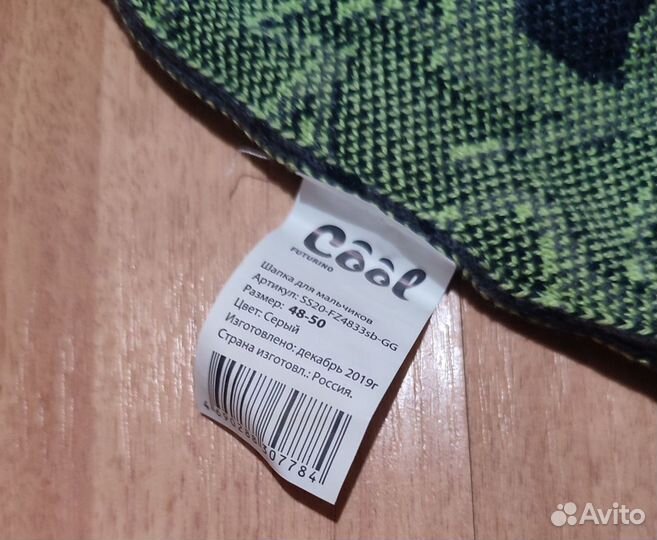 Cool
FUTURINO
Шапка для мальчиков
Артикул: SS20-FZ4833sb-GG
Размер: 48-50
Цвет: Серый
Изготовлено: декабрь 2019г
Страна изготовл.: Россия.
307784
Avito